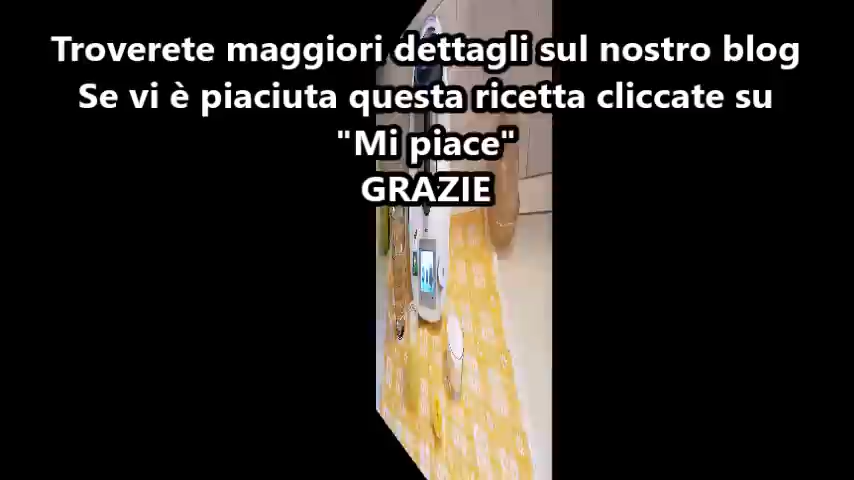 Troverete maggiori dettagli sul nostro blog
Se vi è piaciuta questa ricetta cliccate su
"Mi piace"
GRAZIE